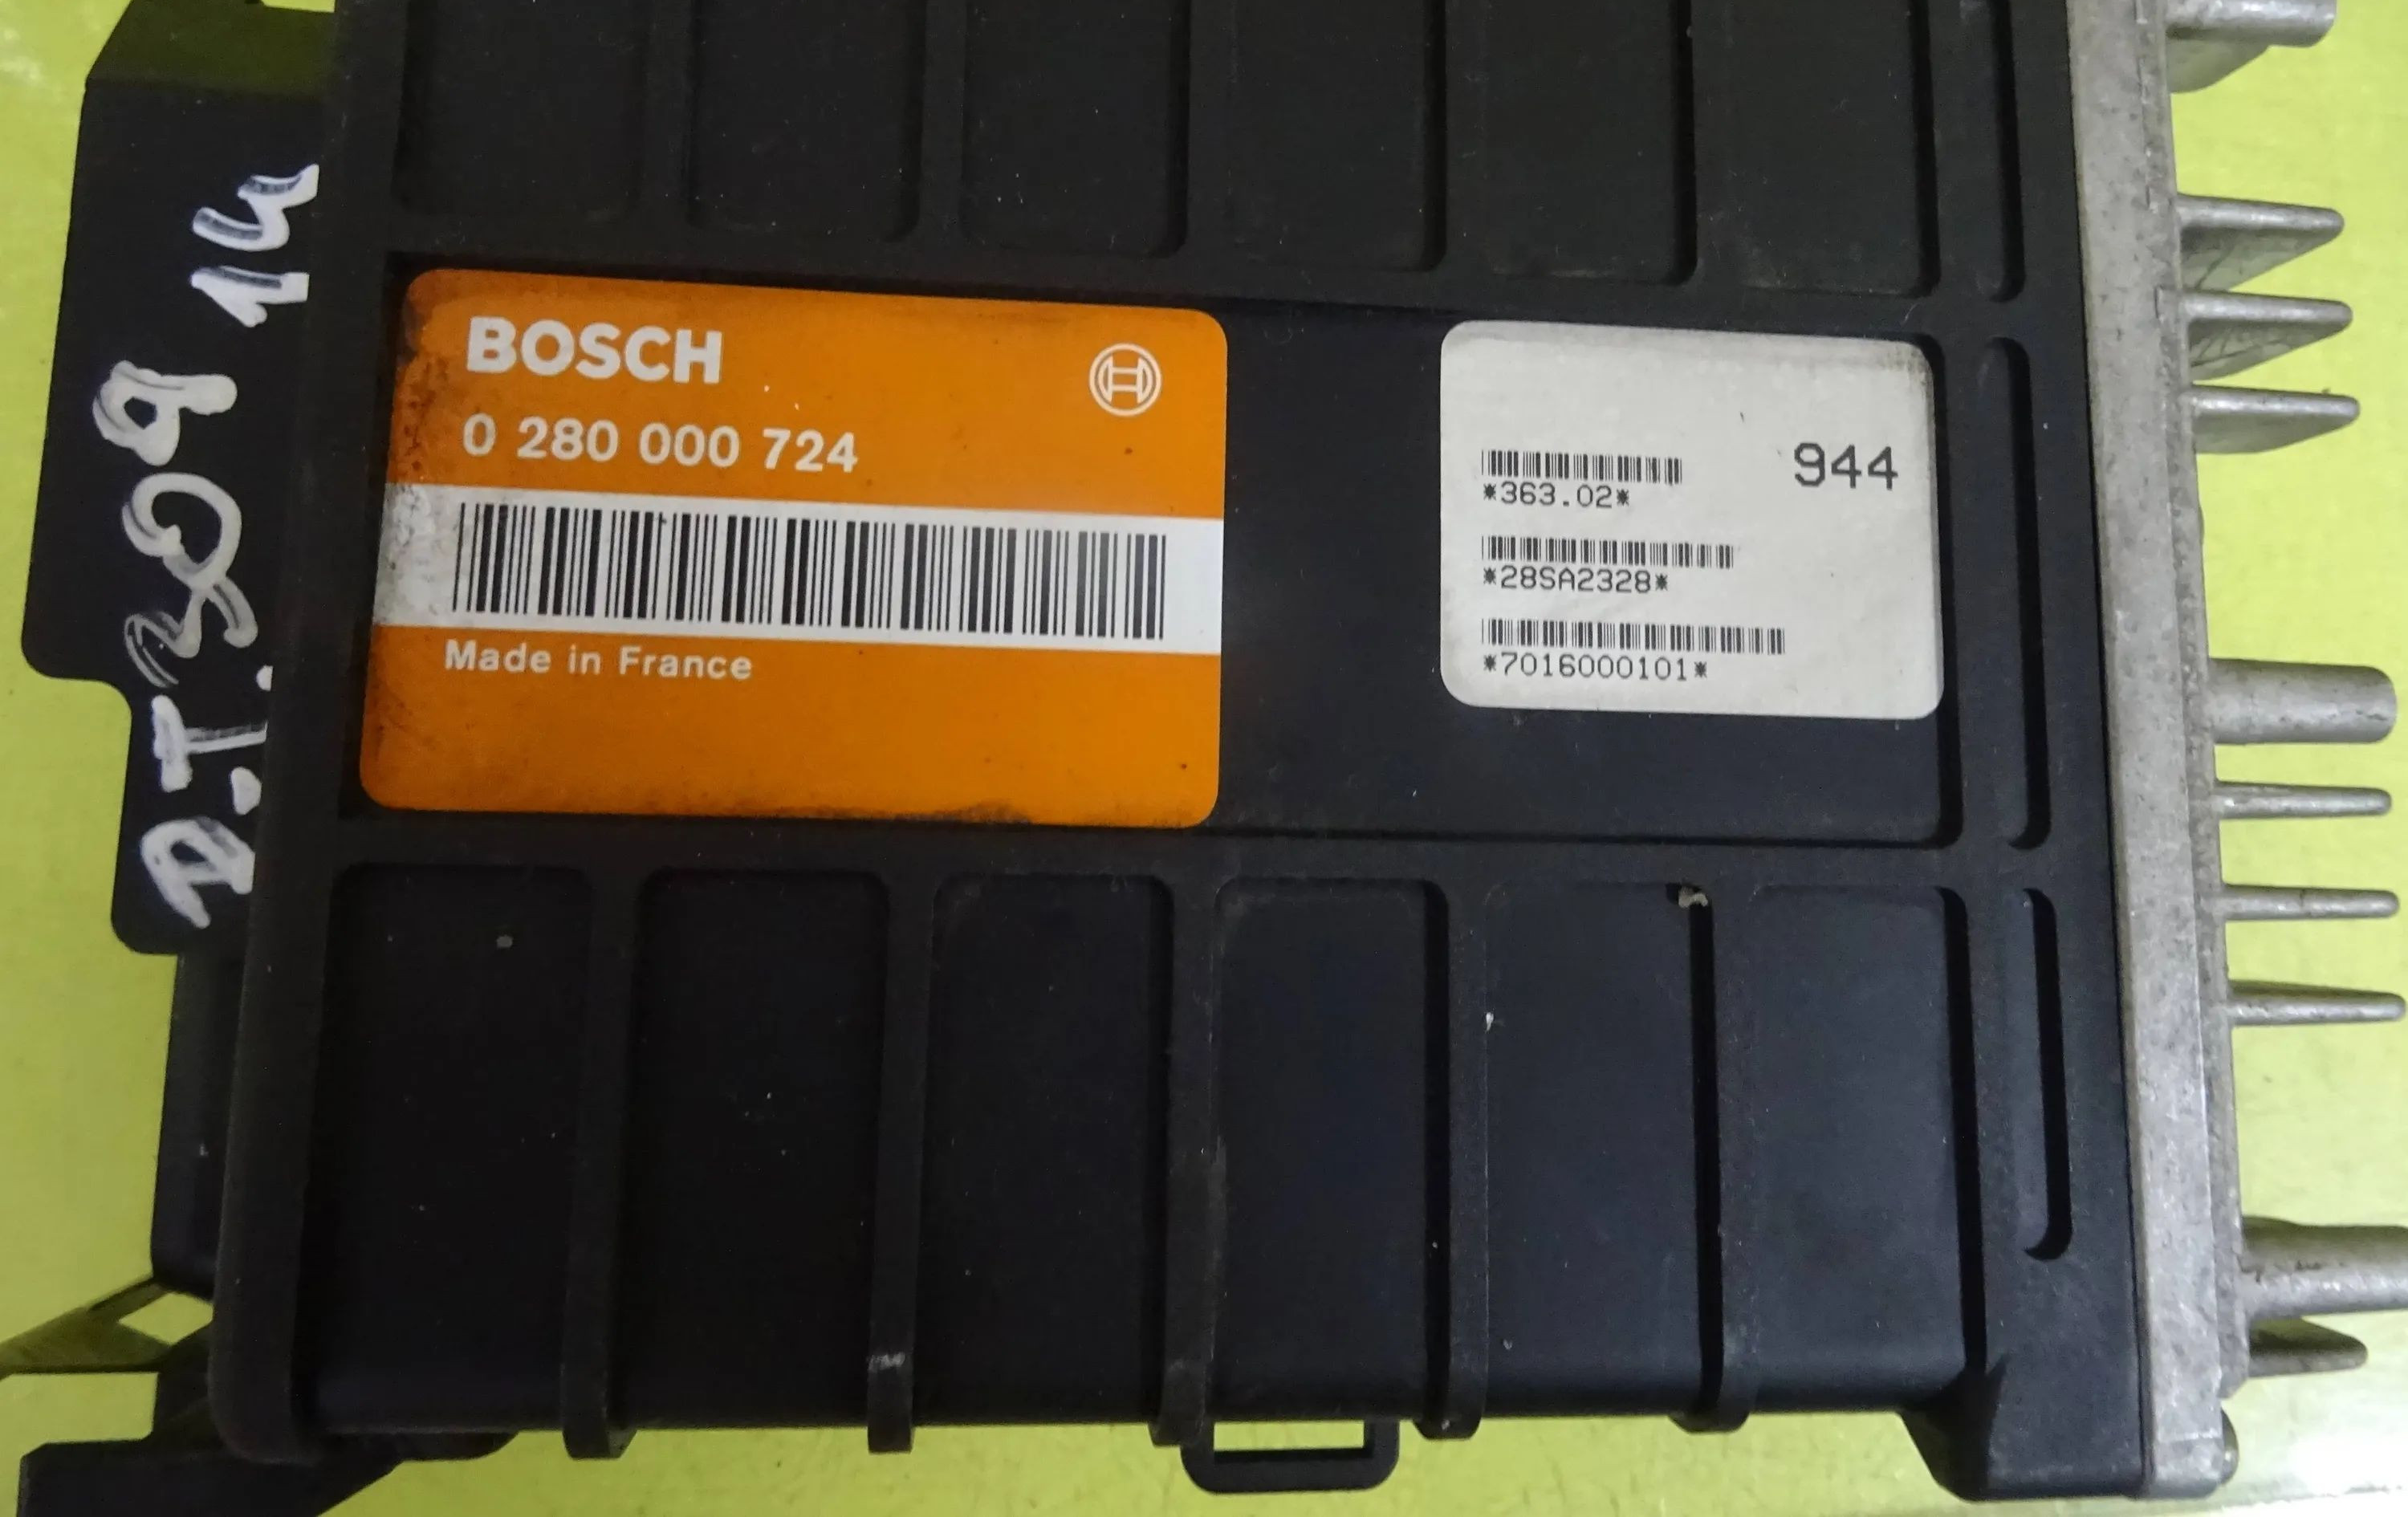 BOSCH
0 280 000 724
Made in France
944
*363.02*
*28SA2328*
*7016000101*
P.T. 309 14